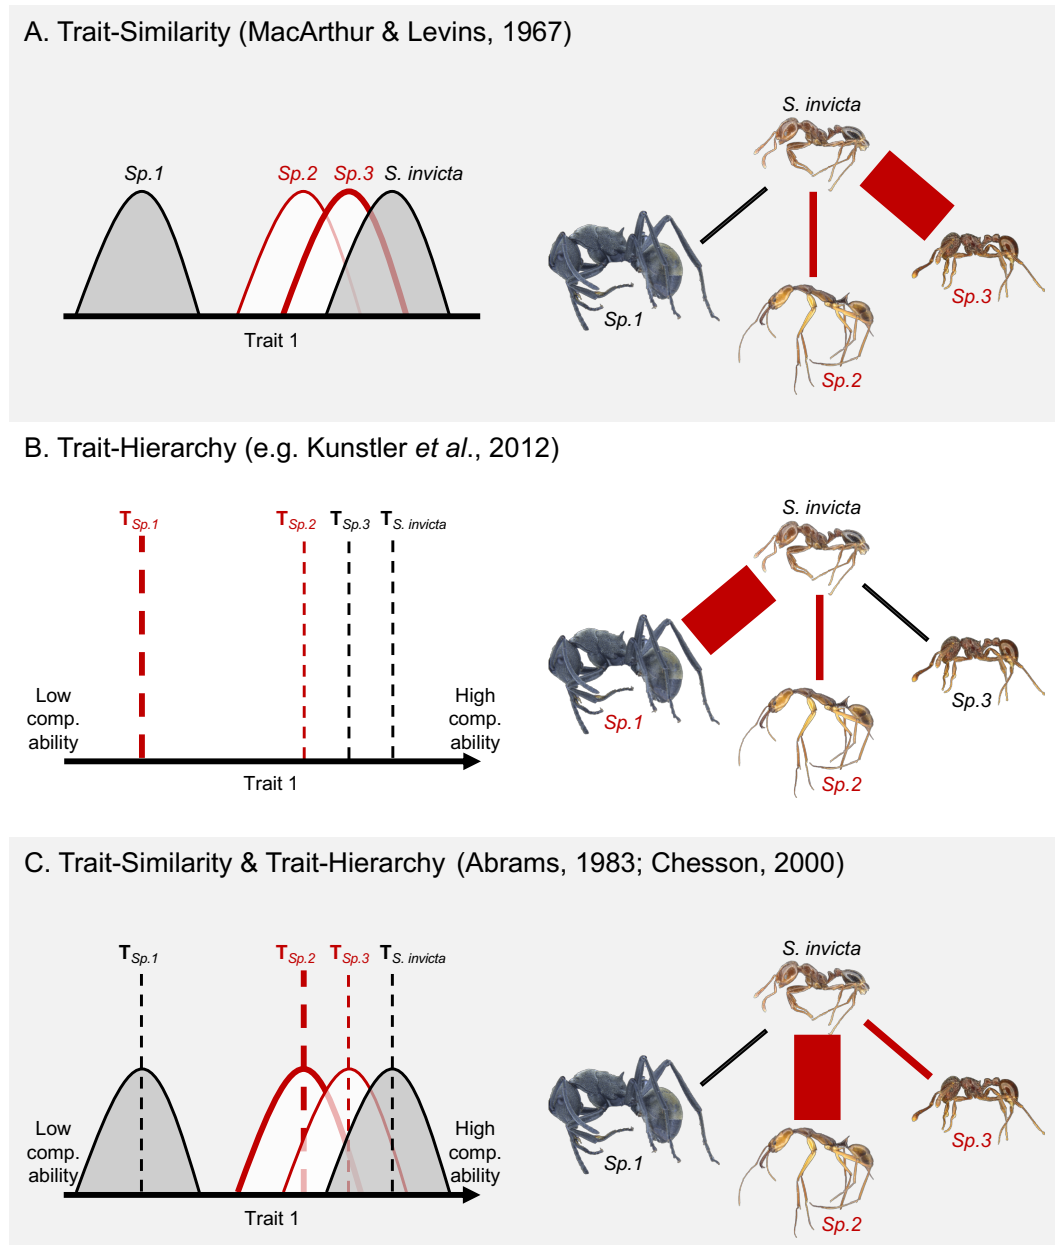 A. Trait-Similarity (MacArthur & Levins, 1967)
S. invicta
Sp.1
Sp.2
Sp.3
S. invicta
Sp.1
Sp.3
Trait 1
Sp.2
B. Trait-Hierarchy (e.g. Kunstler et al., 2012)
S. invicta
TSp.1
TSp.2
TSp.3
TS. invicta
Low
comp.
ability
High
comp.
ability
Sp.1
Sp.3
Trait 1
Sp.2
C. Trait-Similarity & Trait-Hierarchy (Abrams, 1983; Chesson, 2000)
S. invicta
TSp.1
TSp.2
TSp.3
TS. invicta
Low
comp.
ability
High
comp.
ability
Sp.1
Sp.3
Trait 1
Sp.2